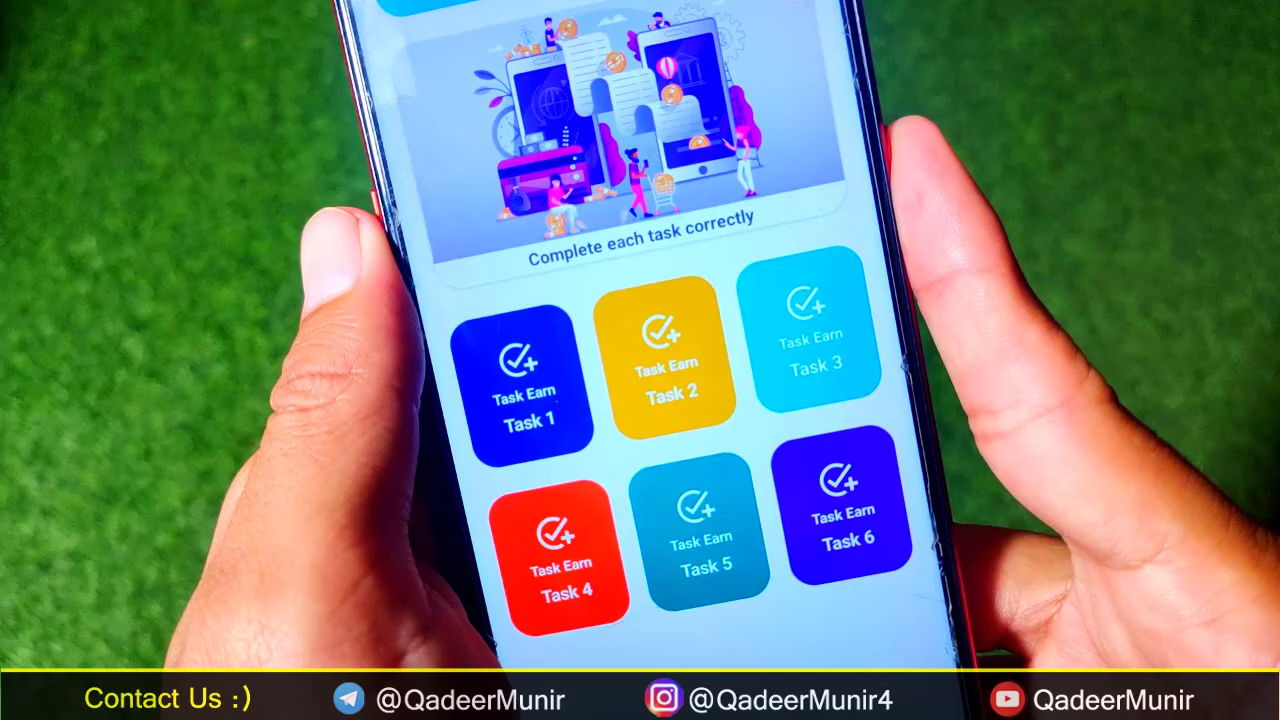 Complete each task correctly
Task Earn
Task 1
Task Earn
Task 2
Task Earn
Task 3
Task Earn
Task 4
Task Earn
Task 5
Task Earn
Task 6
Contact Us :)
@QadeerMunir
@QadeerMunir4
QadeerMunir